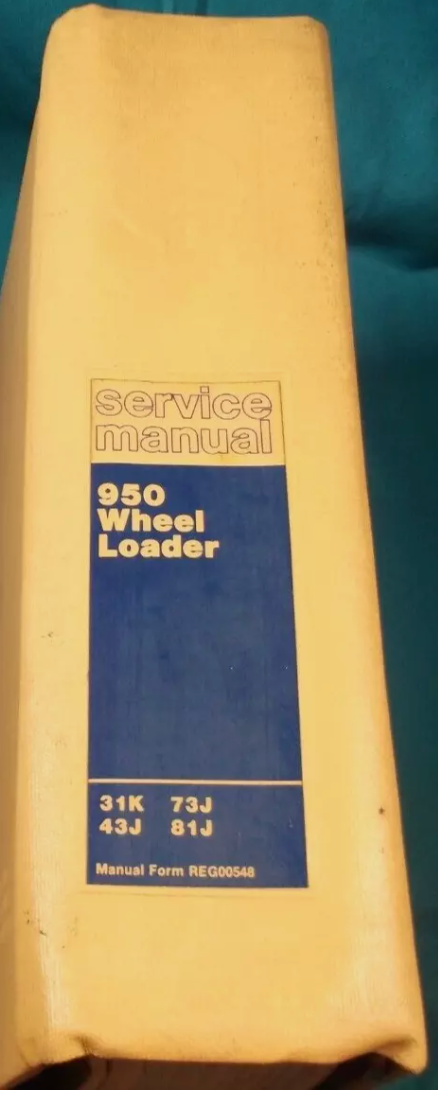 service
manual
950
Wheel
Loader
31K 73J
43J 81J
Manual Form REG00548